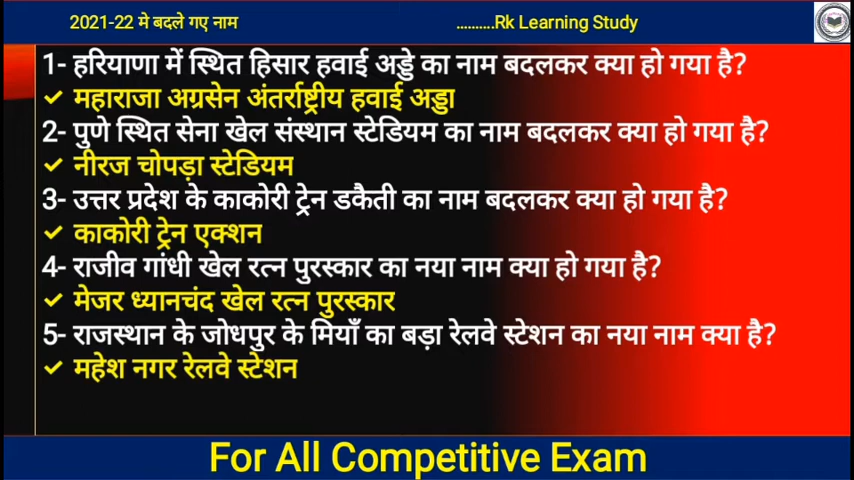 2021-22 मे बदले गए नाम
..........Rk Learning Study
1- हरियाणा में स्थित हिसार हवाई अड्डे का नाम बदलकर क्या हो गया है?
✓ महाराजा अग्रसेन अंतर्राष्ट्रीय हवाई अड्डा
2- पुणे स्थित सेना खेल संस्थान स्टेडियम का नाम बदलकर क्या हो गया है?
✓ नीरज चोपड़ा स्टेडियम
3- उत्तर प्रदेश के काकोरी ट्रेन डकैती का नाम बदलकर क्या हो गया है?
✓ काकोरी ट्रेन एक्शन
4- राजीव गांधी खेल रत्न पुरस्कार का नया नाम क्या हो गया है?
✓ मेजर ध्यानचंद खेल रत्न पुरस्कार
5- राजस्थान के जोधपुर के मियाँ का बड़ा रेलवे स्टेशन का नया नाम क्या है?
✓ महेश नगर रेलवे स्टेशन
For All Competitive Exam